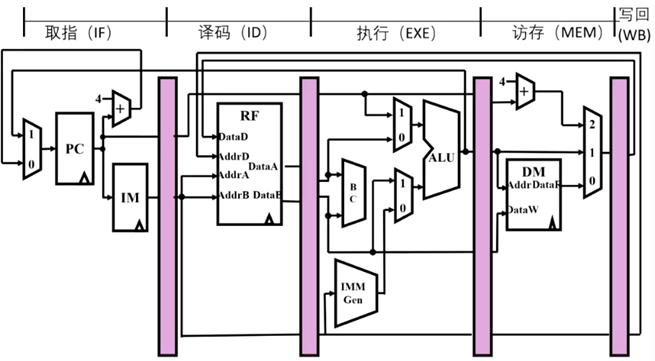 取指（IF）
译码（ID）
执行（EXE）
访存（MEM）
写回
(WB)
4
+
1
0
PC
IM
RF
DataD
AddrD
DataA
AddrA
AddrB DataB
1
0
ALU
B
C
1
0
IMM
Gen
4
+
2
1
0
DM
Addr DataR
DataW